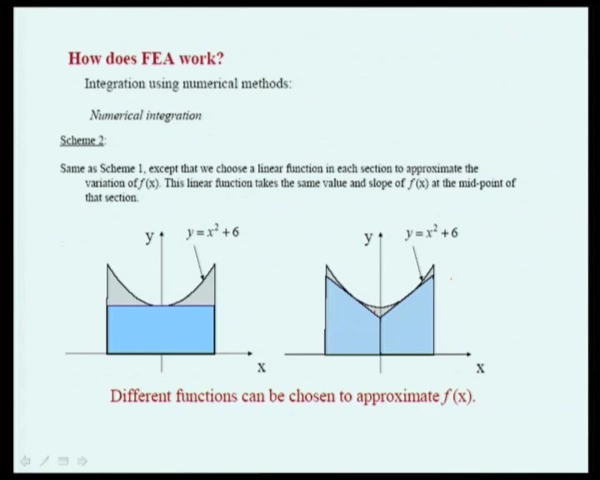 How does FEA work?
Integration using numerical methods:
Numerical integration
Scheme 2:
Same as Scheme 1, except that we choose a linear function in each section to approximate the
variation of f(x). This linear function takes the same value and slope of f(x) at the mid-point of
that section.
y y = x² + 6 y y = x² + 6
x x
Different functions can be chosen to approximate f (x).